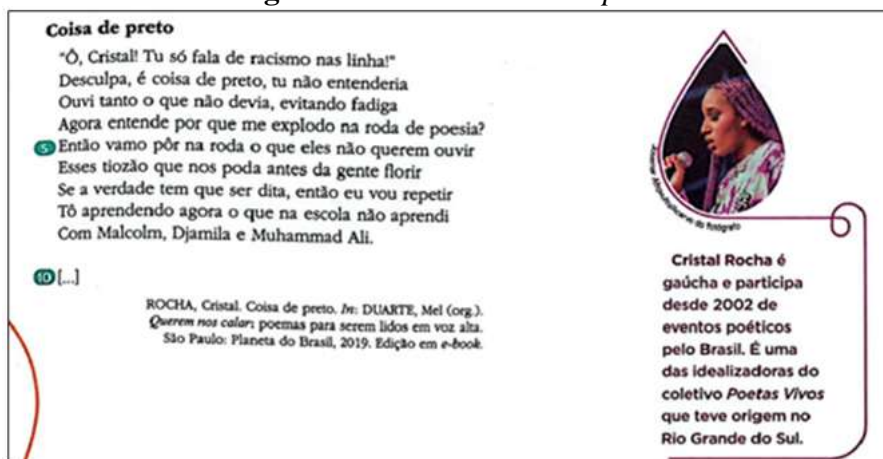 Coisa de preto
"Ô, Cristal! Tu só fala de racismo nas linha!"
Desculpa, é coisa de preto, tu não entenderia
Ouvi tanto o que não devia, evitando fadiga
Agora entende por que me explodo na roda de poesia?
5 Então vamo pôr na roda o que eles não querem ouvir
Esses tiozão que nos poda antes da gente florir
Se a verdade tem que ser dita, então eu vou repetir
Tô aprendendo agora o que na escola não aprendi
Com Malcolm, Djamila e Muhammad Ali.
10 [...]
ROCHA, Cristal. Coisa de preto. In: DUARTE, Mel (org.).
Querem nos calar: poemas para serem lidos em voz alta.
São Paulo: Planeta do Brasil, 2019. Edição em e-book.
do fotógrafo
Cristal Rocha é
gaúcha e participa
desde 2002 de
eventos poéticos
pelo Brasil. É uma
das idealizadoras do
coletivo Poetas Vivos
que teve origem no
Rio Grande do Sul.